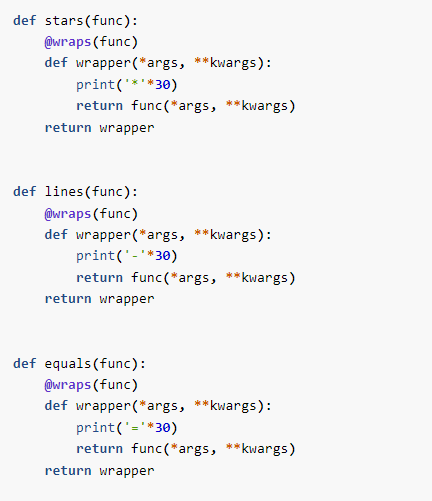 def stars(func):
    @wraps(func)
    def wrapper(*args, **kwargs):
        print('*'*30)
        return func(*args, **kwargs)
    return wrapper

def lines(func):
    @wraps(func)
    def wrapper(*args, **kwargs):
        print('-'*30)
        return func(*args, **kwargs)
    return wrapper

def equals(func):
    @wraps(func)
    def wrapper(*args, **kwargs):
        print('='*30)
        return func(*args, **kwargs)
    return wrapper